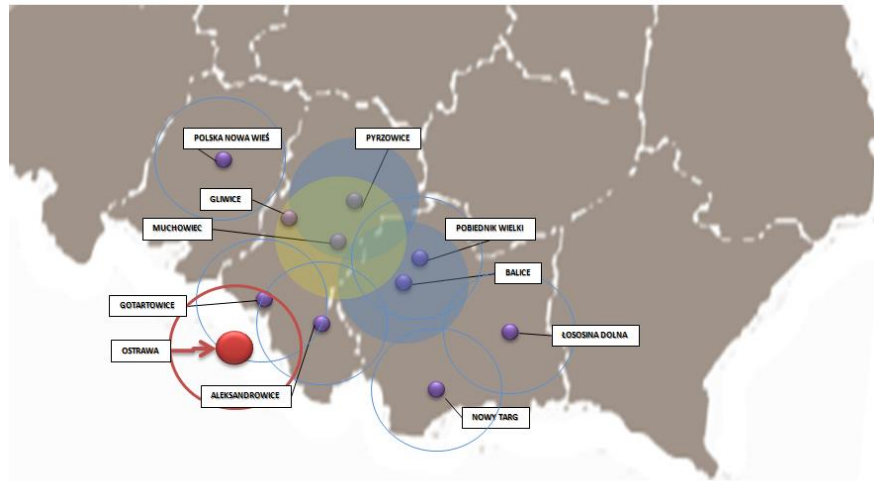 POLSKA NOWA WIEŚ
PYRZOWICE
GLIWICE
MUCHOWIEC
POBIEDNIK WIELKI
BALICE
GOTARTOWICE
OSTRAWA
ŁOSOSINA DOLNA
ALEKSANDROWICE
NOWY TARG